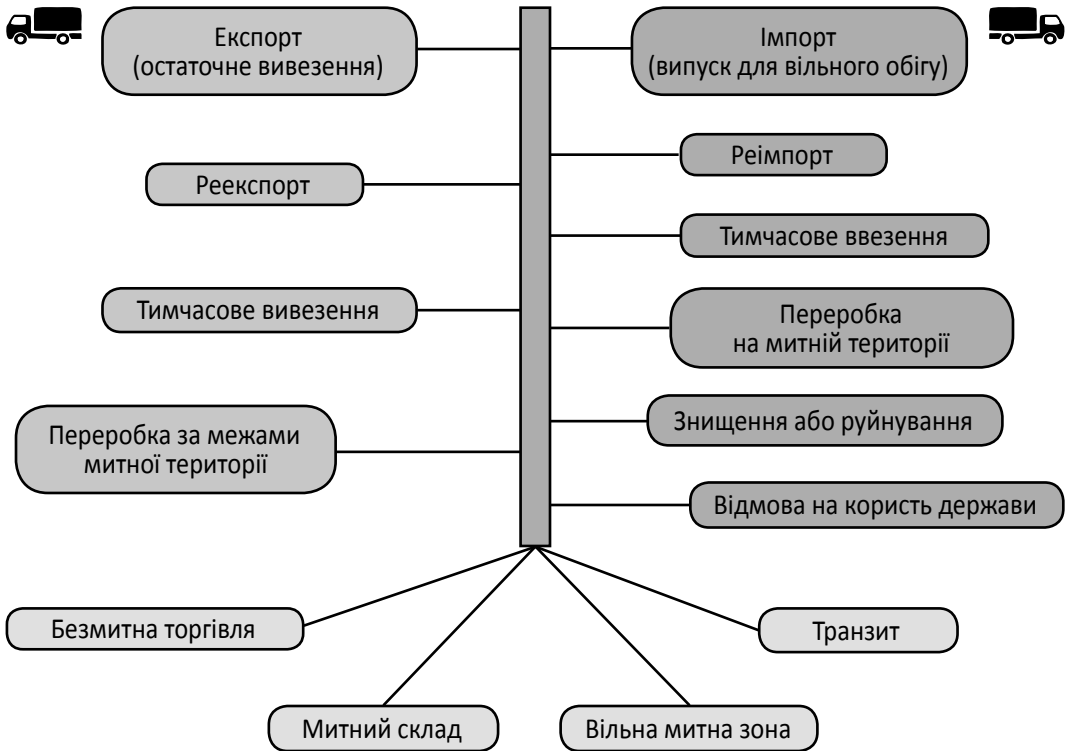 Експорт
(остаточне вивезення)
Імпорт
(випуск для вільного обігу)
Реімпорт
Реекспорт
Тимчасове ввезення
Тимчасове вивезення
Переробка
на митній території
Знищення або руйнування
Переробка за межами
митної території
Відмова на користь держави
Безмитна торгівля
Транзит
Митний склад
Вільна митна зона